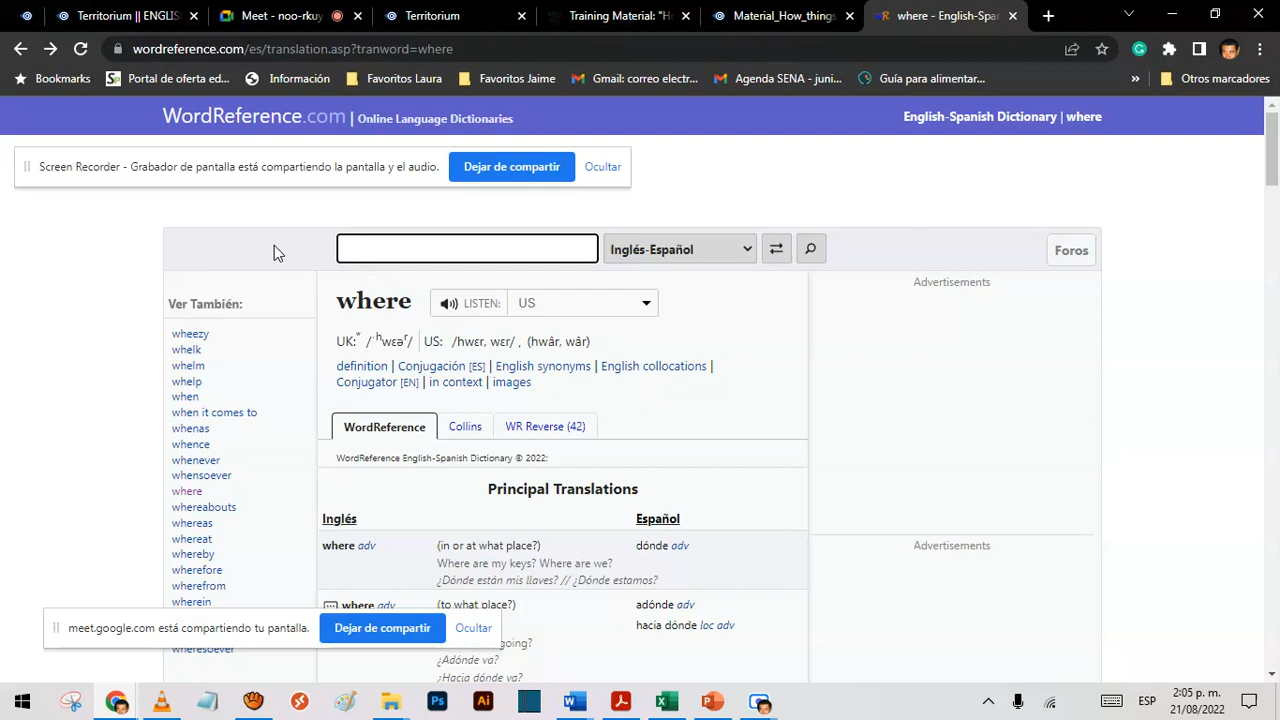 Territorium || ENGLIS
Meet - noo-rkuy
Territorium
Training Material: "H
Material_How_things
where - English-Spa
wordreference.com/es/translation.asp?tranword=where
Bookmarks
Portal de oferta ed...
Información
Favoritos Laura
Favoritos Jaime
Gmail: correo electr...
Agenda SENA - juni...
Guía para alimentar...
Otros marcadores
WordReference.com | Online Language Dictionaries
English-Spanish Dictionary | where
Screen Recorder - Grabador de pantalla está compartiendo la pantalla y el audio.
Dejar de compartir
Ocultar
Inglés-Español
Foros
Ver También:
wheezy
whelk
whelm
whelp
when
when it comes to
whenas
whence
whenever
whensoever
where
whereabouts
whereas
whereat
whereby
wherefore
wherefrom
wherein
wheresoever
where
LISTEN:
US
UK:* /ˈʰwɛəʳ/ US: /hwɛr, wɛr/ , (hwâr, wâr)
definition | Conjugación [ES] | English synonyms | English collocations |
Conjugator [EN] | in context | images
WordReference
Collins
WR Reverse (42)
WordReference English-Spanish Dictionary © 2022:
Principal Translations
Inglés
Español
where adv (in or at what place?) dónde adv
Where are my keys? Where are we?
¿Dónde están mis llaves? // ¿Dónde estamos?
where adv (to what place?) adónde adv
hacia dónde loc adv
going?
¿Adónde va?
¿Hacia dónde va?
Advertisements
Advertisements
meet.google.com está compartiendo tu pantalla.
Dejar de compartir
Ocultar
ESP
2:05 p. m.
21/08/2022